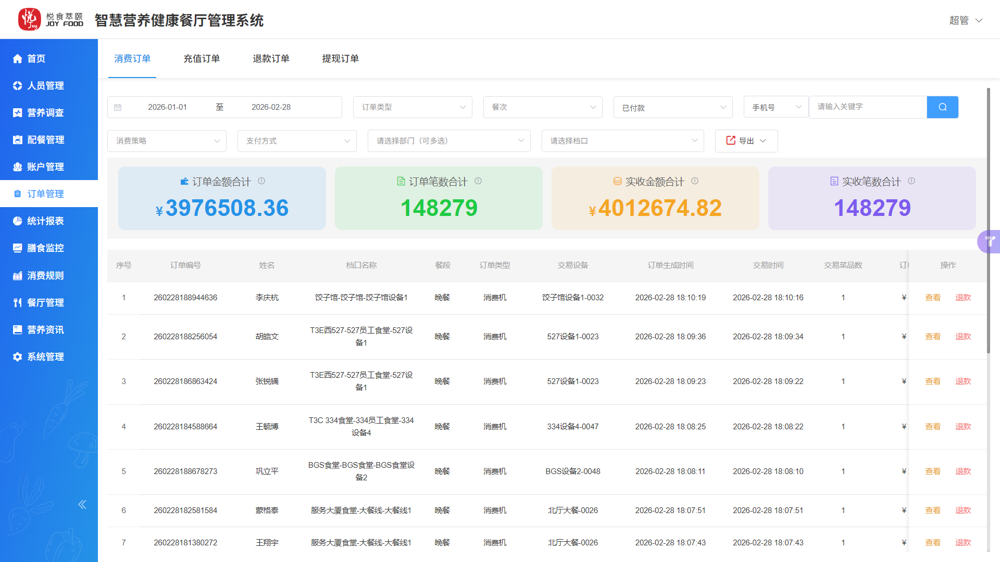 悦食萃颐
JOY FOOD
智慧营养健康餐厅管理系统
超管
首页
人员管理
营养调查
配餐管理
账户管理
订单管理
统计报表
膳食监控
消费规则
餐厅管理
营养资讯
系统管理
消费订单 充值订单 退款订单 提现订单
2026-01-01 至 2026-02-28 订单类型 餐次 已付款 手机号 请输入关键字
消费策略 支付方式 请选择部门（可多选） 请选择档口 导出
订单金额合计 订单笔数合计 实收金额合计 实收笔数合计
¥3976508.36 148279 ¥4012674.82 148279
序号 订单编号 姓名 档口名称 餐段 订单类型 交易设备 订单生成时间 交易时间 交易菜品数 操作
1 260228188944636 李庆杭 饺子馆-饺子馆-饺子馆设备1 晚餐 消费机 饺子馆设备1-0032 2026-02-28 18:10:19 2026-02-28 18:10:16 1 ¥ 查看 退款
2 260228188256054 胡皓文 T3E西527-527员工食堂-527设
备1 晚餐 消费机 527设备1-0023 2026-02-28 18:09:36 2026-02-28 18:09:34 1 ¥ 查看 退款
3 260228186863424 张锐镝 T3E西527-527员工食堂-527设
备1 晚餐 消费机 527设备1-0023 2026-02-28 18:09:23 2026-02-28 18:09:22 1 ¥ 查看 退款
4 260228184588664 王毓博 T3C 334食堂-334员工食堂-334
设备4 晚餐 消费机 334设备4-0047 2026-02-28 18:08:25 2026-02-28 18:08:22 1 ¥ 查看 退款
5 260228188678273 巩立平 BGS食堂-BGS食堂-BGS食堂设
备2 晚餐 消费机 BGS设备2-0048 2026-02-28 18:08:11 2026-02-28 18:08:10 1 ¥ 查看 退款
6 260228182581584 蒙格泰 服务大厦食堂-大餐线-大餐线1 晚餐 消费机 北厅大餐-0026 2026-02-28 18:07:51 2026-02-28 18:07:51 1 ¥ 查看 退款
7 260228181380272 王翔宇 服务大厦食堂-大餐线-大餐线1 晚餐 消费机 北厅大餐-0026 2026-02-28 18:07:43 2026-02-28 18:07:43 1 ¥ 查看 退款